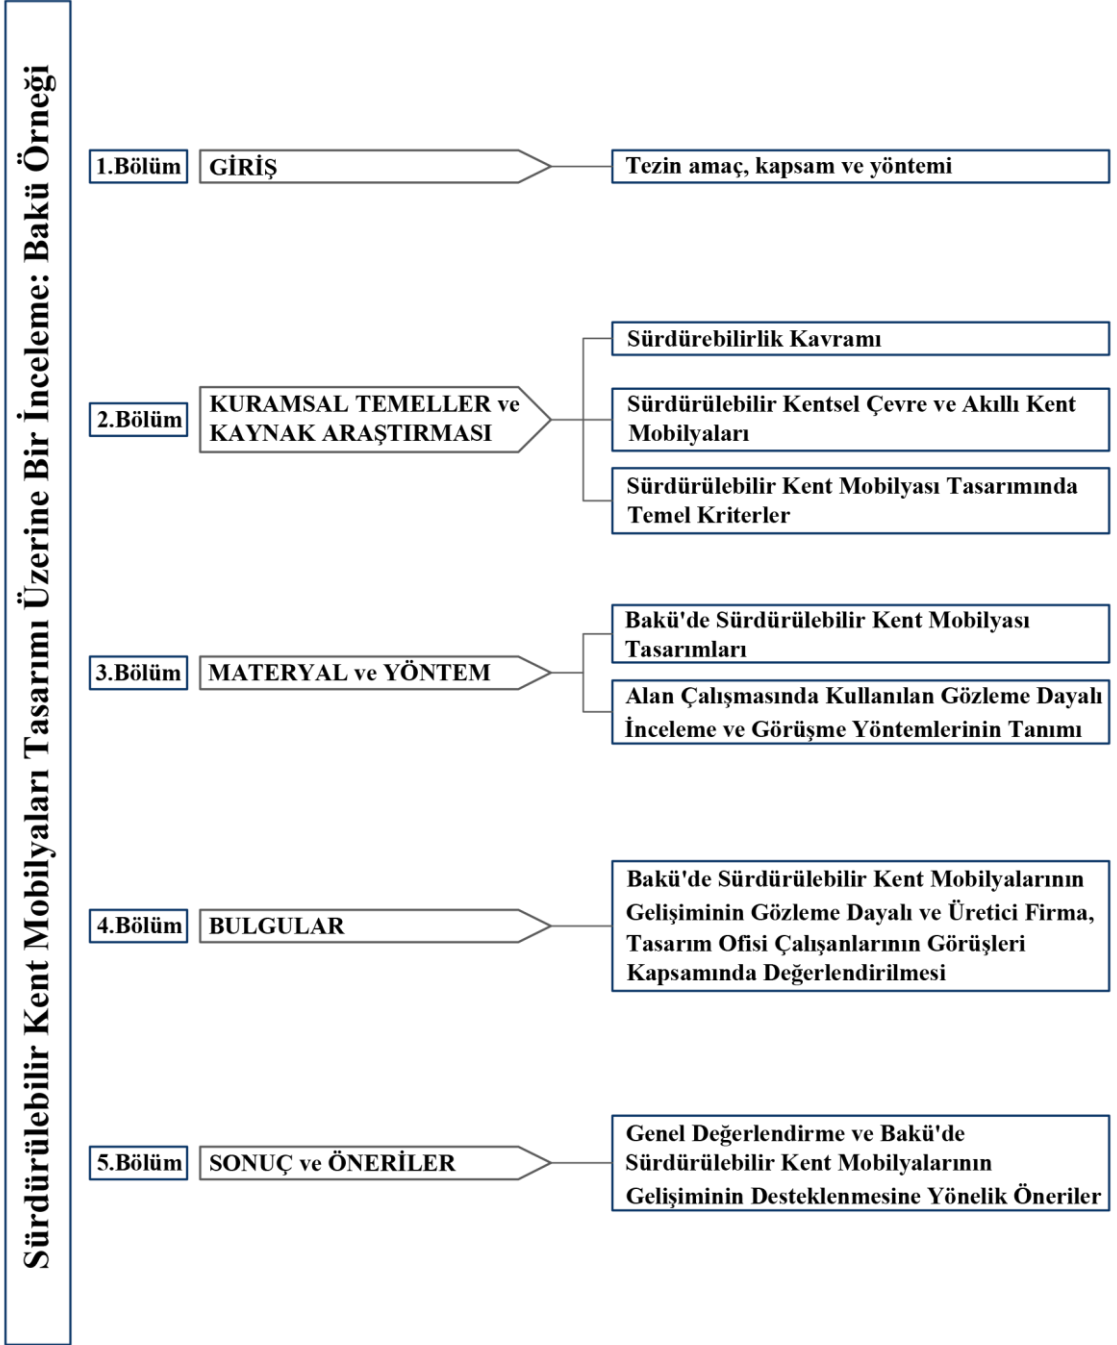 Sürdürülebilir Kent Mobilyaları Tasarımı Üzerine Bir İnceleme: Bakü Örneği
1.Bölüm
GİRİŞ
Tezin amaç, kapsam ve yöntemi
2.Bölüm
KURAMSAL TEMELLER ve
KAYNAK ARAŞTIRMASI
Sürdürebilirlik Kavramı
Sürdürülebilir Kentsel Çevre ve Akıllı Kent
Mobilyaları
Sürdürülebilir Kent Mobilyası Tasarımında
Temel Kriterler
3.Bölüm
MATERYAL ve YÖNTEM
Bakü'de Sürdürülebilir Kent Mobilyası
Tasarımları
Alan Çalışmasında Kullanılan Gözleme Dayalı
İnceleme ve Görüşme Yöntemlerinin Tanımı
4.Bölüm
BULGULAR
Bakü'de Sürdürülebilir Kent Mobilyalarının
Gelişiminin Gözleme Dayalı ve Üretici Firma,
Tasarım Ofisi Çalışanlarının Görüşleri
Kapsamında Değerlendirilmesi
5.Bölüm
SONUÇ ve ÖNERİLER
Genel Değerlendirme ve Bakü'de
Sürdürülebilir Kent Mobilyalarının
Gelişiminin Desteklenmesine Yönelik Öneriler